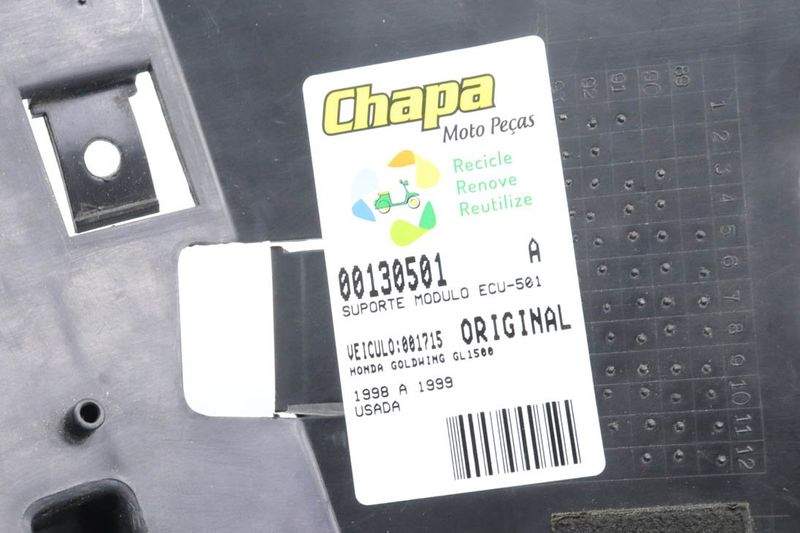 Chapa
Moto Peças
Recicle
Renove
Reutilize
00130501 A
SUPORTE MODULO ECU-501
VEICULO:001715 ORIGINAL
HONDA GOLDWING GL1500
1998 A 1999
USADA
92 91 90 89
1
2
3
4
5
6
7
8
9
10
11
12